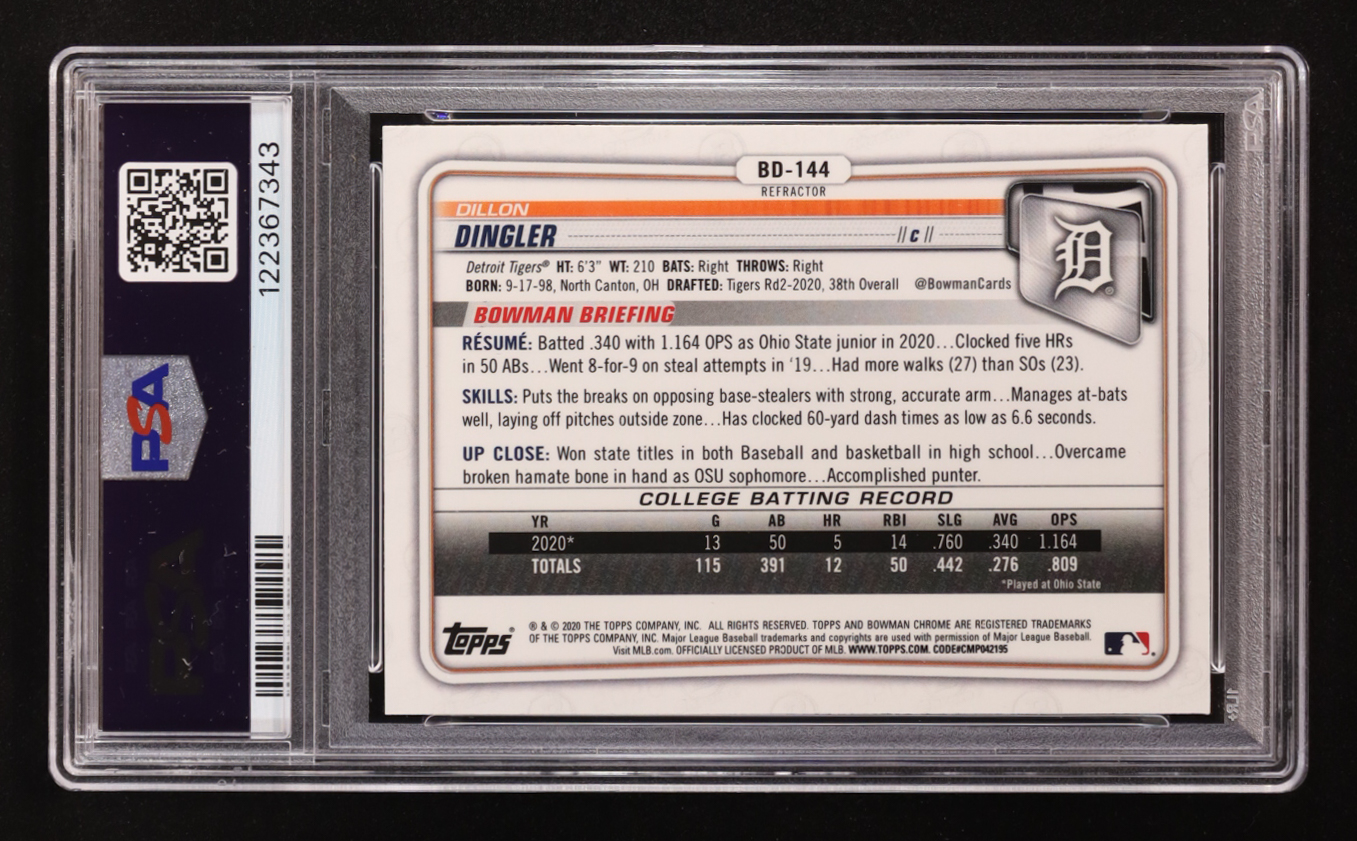 122367343
PSA
BD-144
REFRACTOR
DILLON
DINGLER // C //
Detroit Tigers® HT: 6'3" WT: 210 BATS: Right THROWS: Right
BORN: 9-17-98, North Canton, OH DRAFTED: Tigers Rd2-2020, 38th Overall @BowmanCards
D
BOWMAN BRIEFING
RÉSUMÉ: Batted .340 with 1.164 OPS as Ohio State junior in 2020...Clocked five HRs
in 50 ABs...Went 8-for-9 on steal attempts in '19...Had more walks (27) than SOs (23).
SKILLS: Puts the breaks on opposing base-stealers with strong, accurate arm...Manages at-bats
well, laying off pitches outside zone...Has clocked 60-yard dash times as low as 6.6 seconds.
UP CLOSE: Won state titles in both Baseball and basketball in high school...Overcame
broken hamate bone in hand as OSU sophomore...Accomplished punter.
COLLEGE BATTING RECORD
YR G AB HR RBI SLG AVG OPS
2020* 13 50 5 14 .760 .340 1.164
TOTALS 115 391 12 50 .442 .276 .809
*Played at Ohio State
Topps®
® & © 2020 THE TOPPS COMPANY, INC. ALL RIGHTS RESERVED. TOPPS AND BOWMAN CHROME ARE REGISTERED TRADEMARKS
OF THE TOPPS COMPANY, INC. Major League Baseball trademarks and copyrights are used with permission of Major League Baseball.
Visit MLB.com. OFFICIALLY LICENSED PRODUCT OF MLB. WWW.TOPPS.COM. CODE#CMP042195
PSA